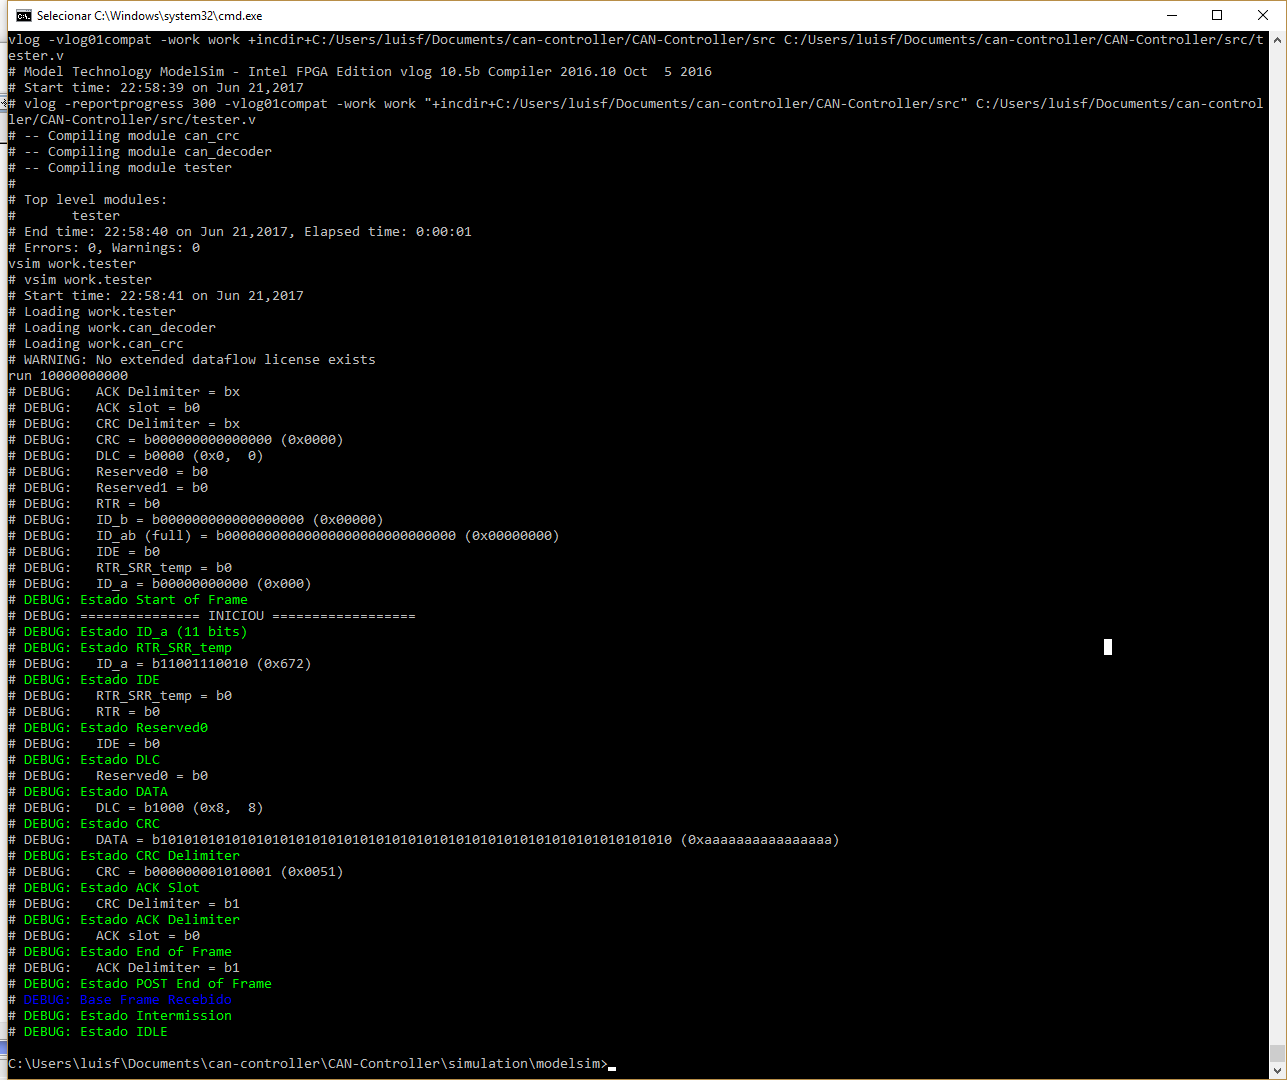 Selecionar C:\Windows\system32\cmd.exe
vlog -vlog01compat -work work +incdir+C:/Users/luisf/Documents/can-controller/CAN-Controller/src C:/Users/luisf/Documents/can-controller/CAN-Controller/src/t
ester.v
# Model Technology ModelSim - Intel FPGA Edition vlog 10.5b Compiler 2016.10 Oct  5 2016
# Start time: 22:58:39 on Jun 21,2017
# vlog -reportprogress 300 -vlog01compat -work work "+incdir+C:/Users/luisf/Documents/can-controller/CAN-Controller/src" C:/Users/luisf/Documents/can-control
ler/CAN-Controller/src/tester.v
# -- Compiling module can_crc
# -- Compiling module can_decoder
# -- Compiling module tester
#
# Top level modules:
#       tester
# End time: 22:58:40 on Jun 21,2017, Elapsed time: 0:00:01
# Errors: 0, Warnings: 0
vsim work.tester
# vsim work.tester
# Start time: 22:58:41 on Jun 21,2017
# Loading work.tester
# Loading work.can_decoder
# Loading work.can_crc
# WARNING: No extended dataflow license exists
run 10000000000
# DEBUG:   ACK Delimiter = bx
# DEBUG:   ACK slot = b0
# DEBUG:   CRC Delimiter = bx
# DEBUG:   CRC = b000000000000000 (0x0000)
# DEBUG:   DLC = b0000 (0x0,  0)
# DEBUG:   Reserved0 = b0
# DEBUG:   Reserved1 = b0
# DEBUG:   RTR = b0
# DEBUG:   ID_b = b000000000000000000 (0x00000)
# DEBUG:   ID_ab (full) = b00000000000000000000000000000 (0x00000000)
# DEBUG:   IDE = b0
# DEBUG:   RTR_SRR_temp = b0
# DEBUG:   ID_a = b00000000000 (0x000)
# DEBUG: Estado Start of Frame
# DEBUG: =============== INICIOU ==================
# DEBUG: Estado ID_a (11 bits)
# DEBUG: Estado RTR_SRR_temp
# DEBUG:   ID_a = b11001110010 (0x672)
# DEBUG: Estado IDE
# DEBUG:   RTR_SRR_temp = b0
# DEBUG:   RTR = b0
# DEBUG: Estado Reserved0
# DEBUG:   IDE = b0
# DEBUG: Estado DLC
# DEBUG:   Reserved0 = b0
# DEBUG: Estado DATA
# DEBUG:   DLC = b1000 (0x8,  8)
# DEBUG: Estado CRC
# DEBUG:   DATA = b1010101010101010101010101010101010101010101010101010101010101010 (0xaaaaaaaaaaaaaaaa)
# DEBUG: Estado CRC Delimiter
# DEBUG:   CRC = b000000001010001 (0x0051)
# DEBUG: Estado ACK Slot
# DEBUG:   CRC Delimiter = b1
# DEBUG: Estado ACK Delimiter
# DEBUG:   ACK slot = b0
# DEBUG: Estado End of Frame
# DEBUG:   ACK Delimiter = b1
# DEBUG: Estado POST End of Frame
# DEBUG: Base Frame Recebido
# DEBUG: Estado Intermission
# DEBUG: Estado IDLE
C:\Users\luisf\Documents\can-controller\CAN-Controller\simulation\modelsim>